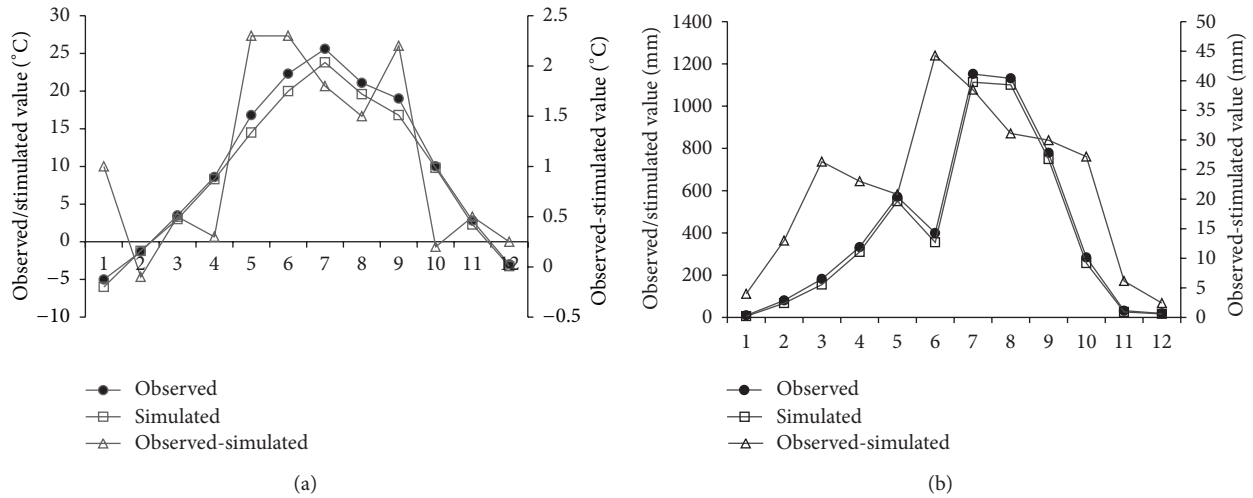 30
25
20
15
10
5
0
−5
−10
Observed/stimulated value (°C)
1 2 3 4 5 6 7 8 9 10 11 12
2.5
2
1.5
1
0.5
0
−0.5
Observed-stimulated value (°C)
Observed
Simulated
Observed-simulated
(a)
1400
1200
1000
800
600
400
200
0
Observed/stimulated value (mm)
1 2 3 4 5 6 7 8 9 10 11 12
50
45
40
35
30
25
20
15
10
5
0
Observed-stimulated value (mm)
Observed
Simulated
Observed-simulated
(b)